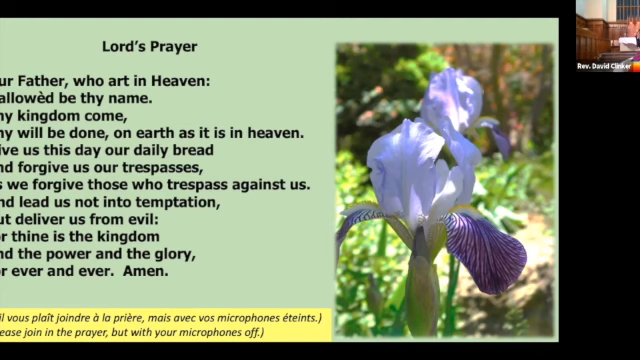 Lord's Prayer
ur Father, who art in Heaven:
allowèd be thy name.
hy kingdom come,
hy will be done, on earth as it is in heaven.
ive us this day our daily bread
nd forgive us our trespasses,
s we forgive those who trespass against us.
nd lead us not into temptation,
ut deliver us from evil:
or thine is the kingdom
nd the power and the glory,
or ever and ever. Amen.
il vous plaît joindre à la prière, mais avec vos microphones éteints.)
ease join in the prayer, but with your microphones off.)
Rev. David Clinker